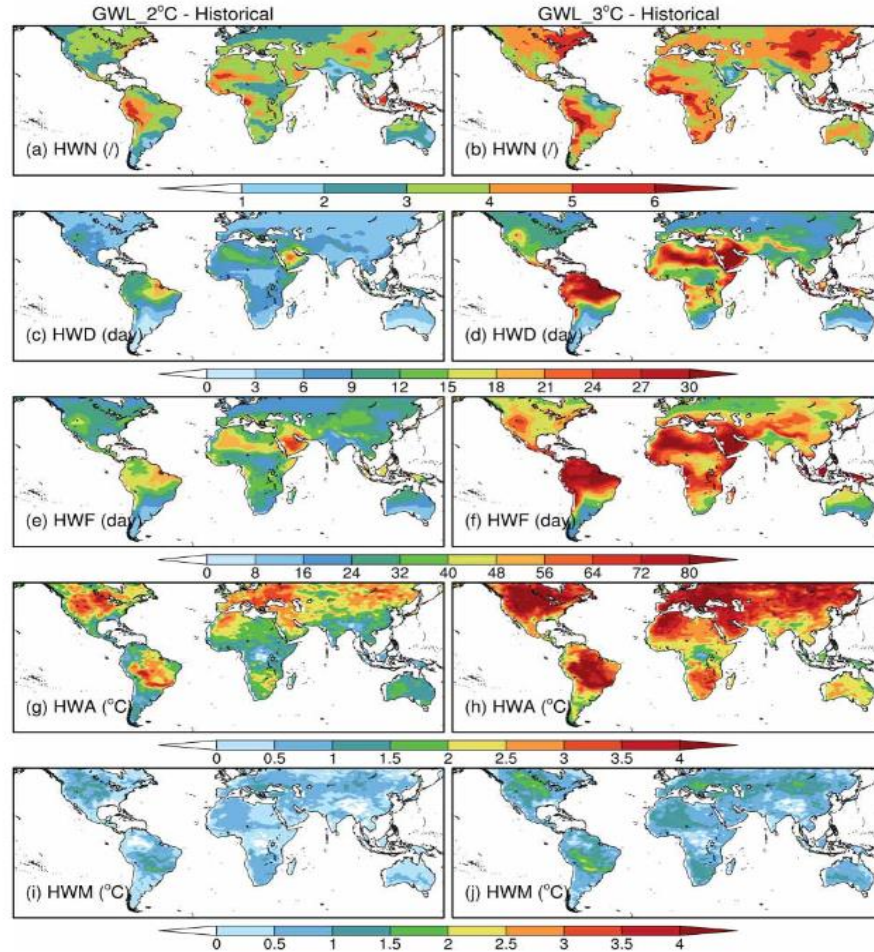 GWL_2°C - Historical GWL_3°C - Historical
(a) HWN (/) (b) HWN (/)
1 2 3 4 5 6
(c) HWD (day) (d) HWD (day)
0 3 6 9 12 15 18 21 24 27 30
(e) HWF (day) (f) HWF (day)
0 8 16 24 32 40 48 56 64 72 80
(g) HWA (°C) (h) HWA (°C)
0 0.5 1 1.5 2 2.5 3 3.5 4
(i) HWM (°C) (j) HWM (°C)
0 0.5 1 1.5 2 2.5 3 3.5 4